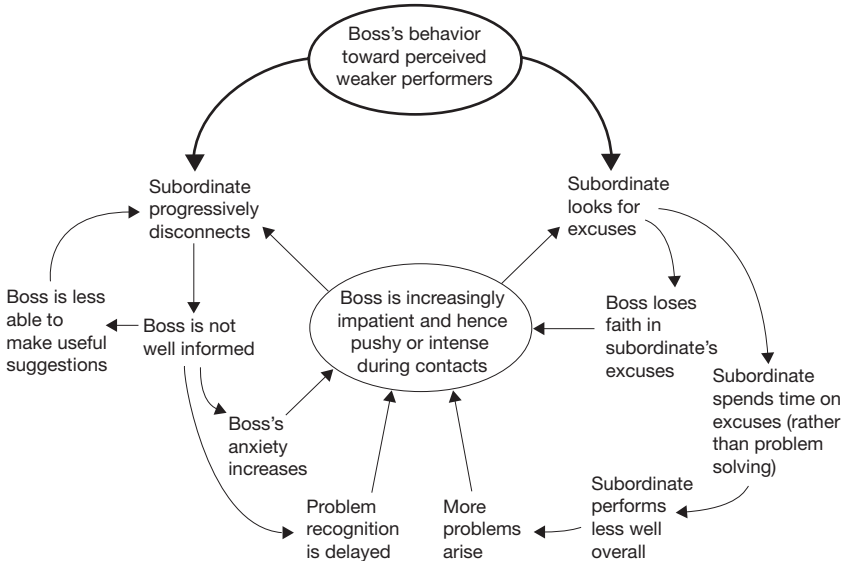 Boss's behavior
toward perceived
weaker performers
Subordinate
progressively
disconnects
Subordinate
looks for
excuses
Boss is less
able to
make useful
suggestions
Boss is not
well informed
Boss is increasingly
impatient and hence
pushy or intense
during contacts
Boss loses
faith in
subordinate's
excuses
Subordinate
spends time on
excuses (rather
than problem
solving)
Boss's
anxiety
increases
Problem
recognition
is delayed
More
problems
arise
Subordinate
performs
less well
overall